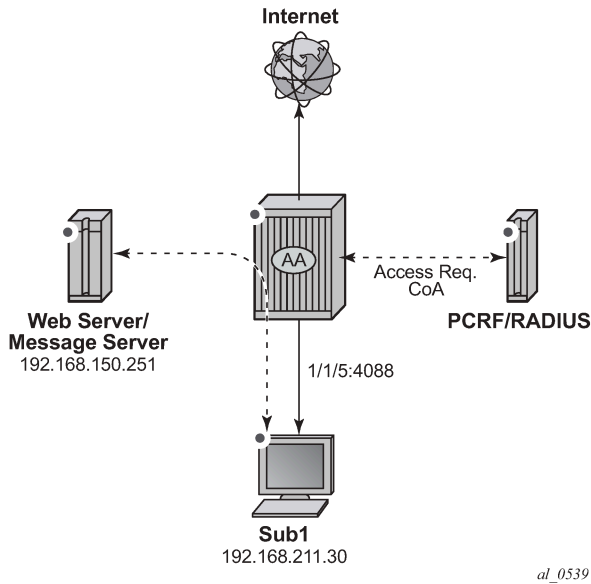 Internet
AA
Access Req.
CoA
Web Server/
Message Server
192.168.150.251
PCRF/RADIUS
1/1/5:4088
Sub1
192.168.211.30
al_0539